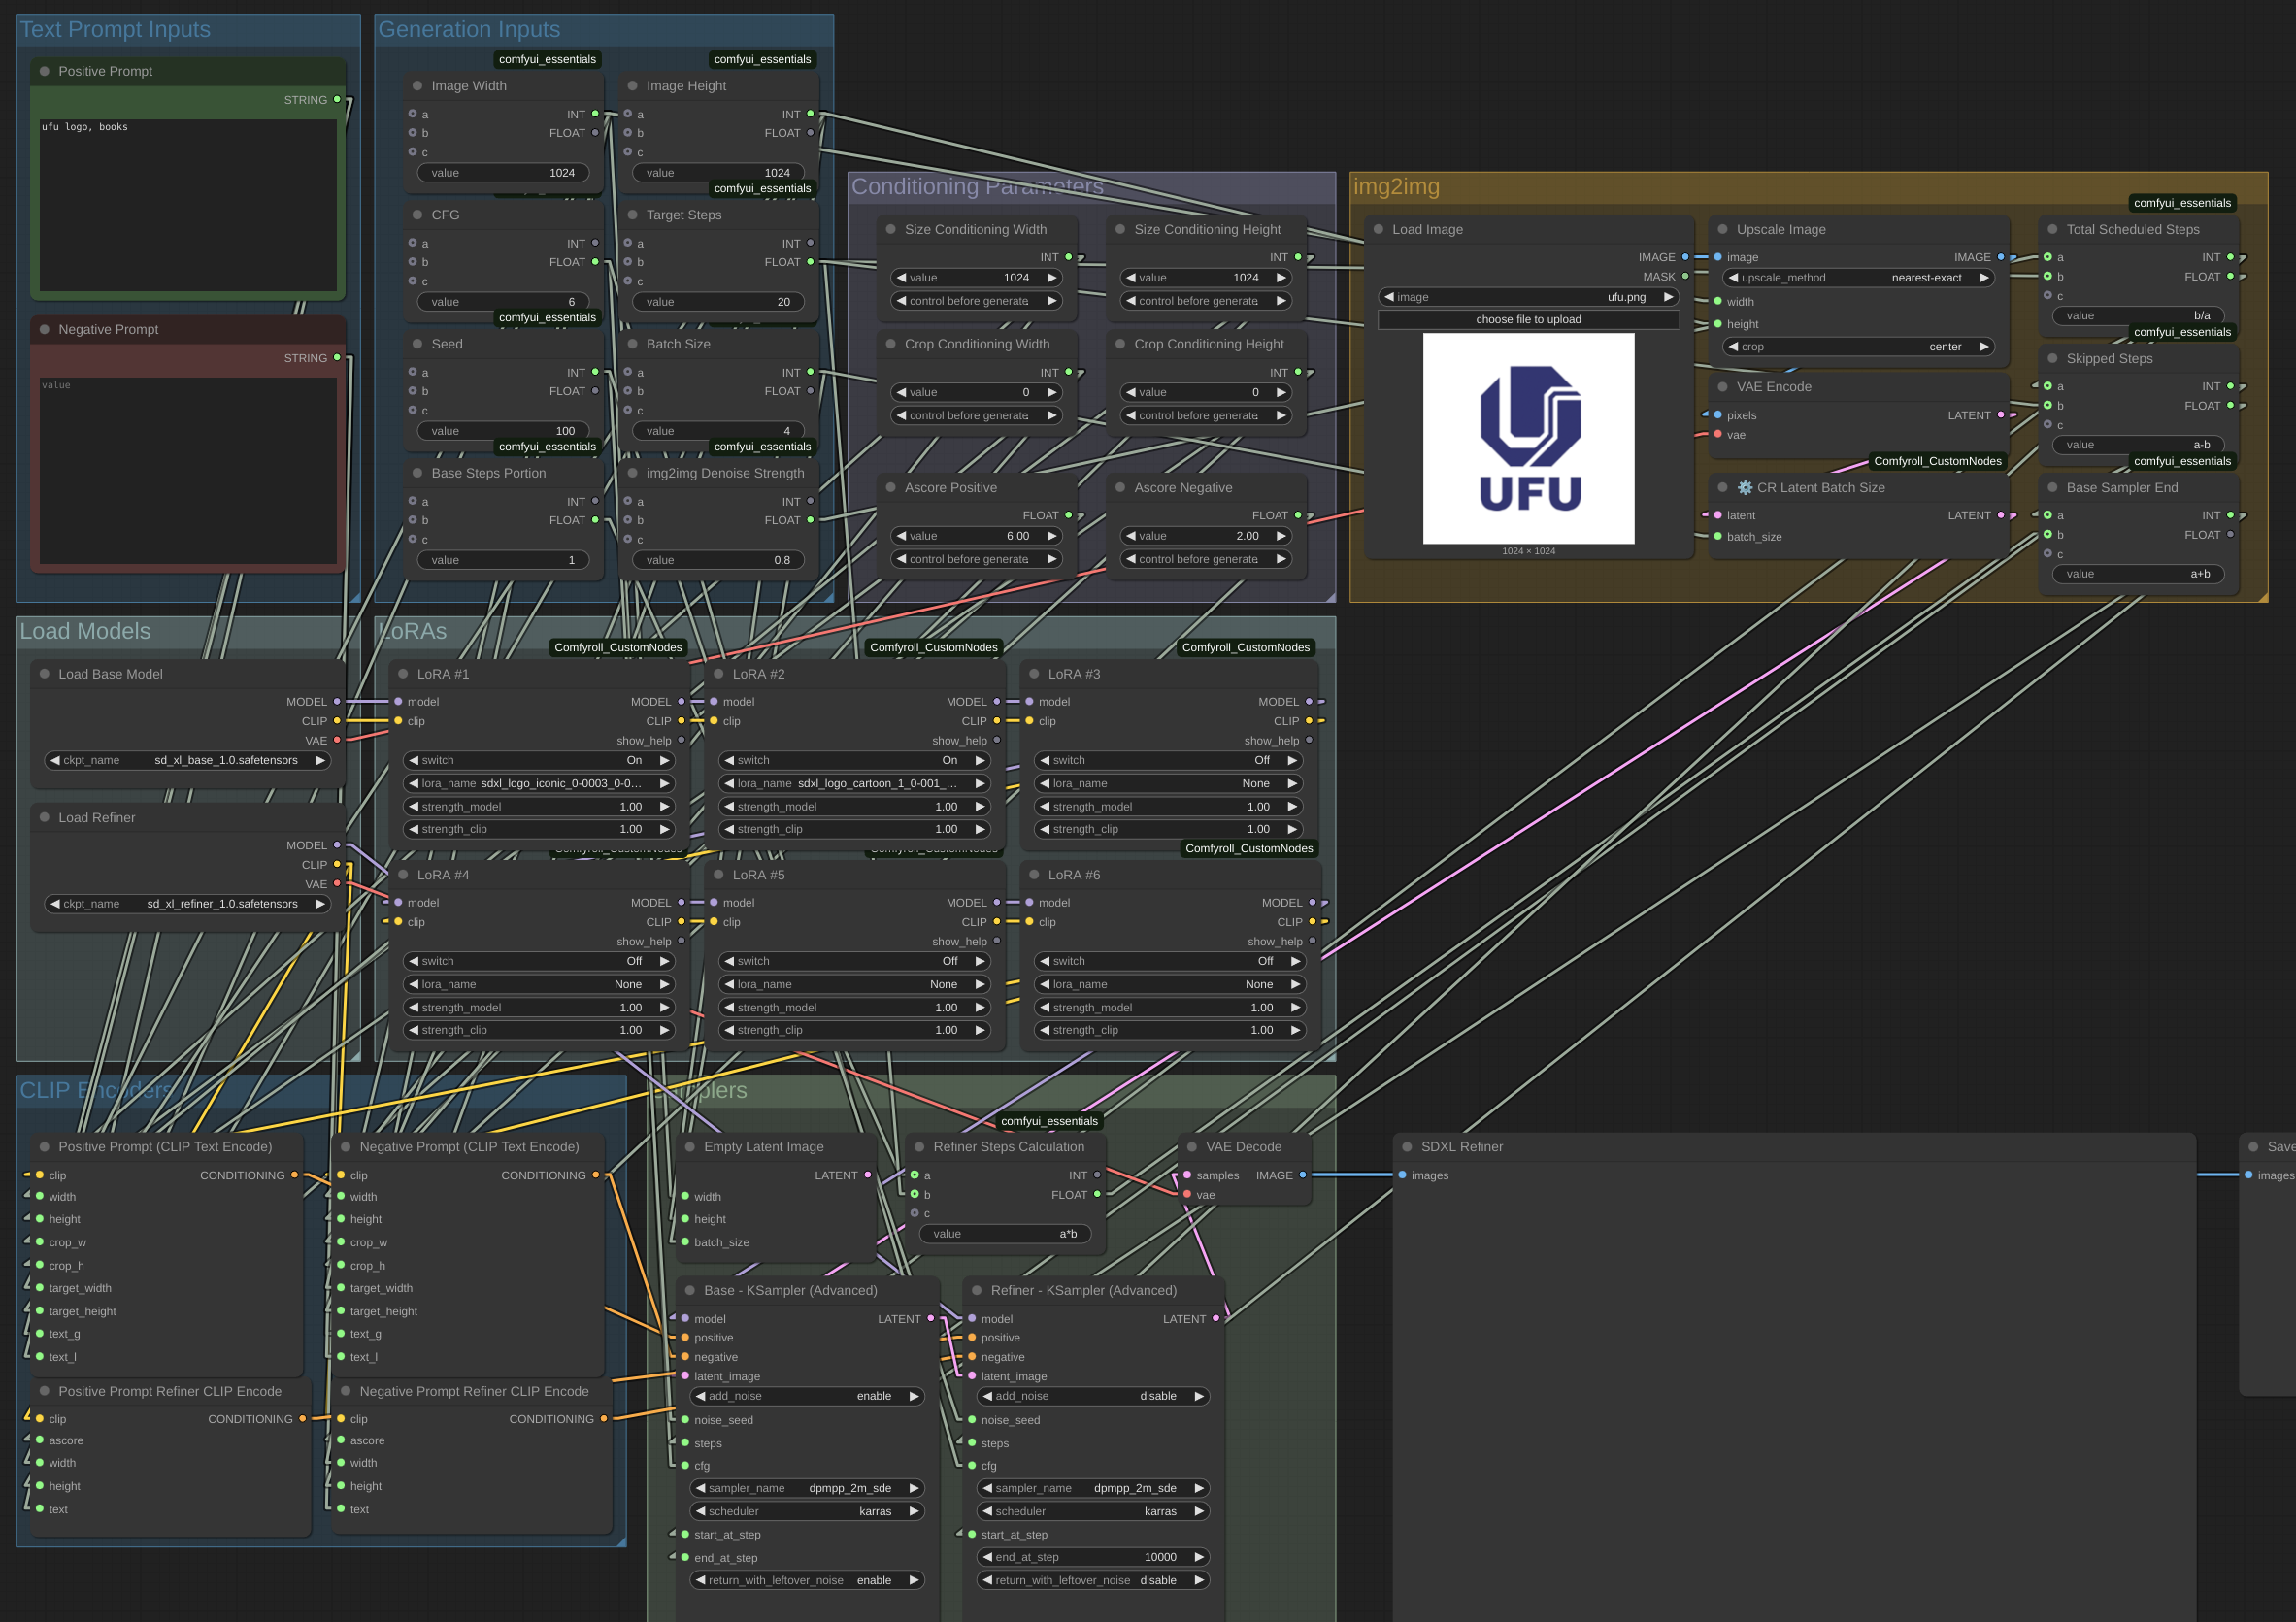 Text Prompt Inputs
Positive Prompt
STRING
ufu logo, books
Negative Prompt
STRING
value
Generation Inputs
comfyui_essentials
Image Width
a INT
b FLOAT
c
value 1024
comfyui_essentials
Image Height
a INT
b FLOAT
c
value 1024
CFG
a INT
b FLOAT
c
value 6
comfyui_essentials
Target Steps
a INT
b FLOAT
c
value 20
comfyui_essentials
Seed
a INT
b FLOAT
c
value 100
Batch Size
a INT
b FLOAT
c
value 4
comfyui_essentials
Base Steps Portion
a INT
b FLOAT
c
value 1
comfyui_essentials
img2img Denoise Strength
a INT
b FLOAT
c
value 0.8
Conditioning Parameters
Size Conditioning Width
INT
value 1024
control before generate
Size Conditioning Height
INT
value 1024
control before generate
Crop Conditioning Width
INT
value 0
control before generate
Crop Conditioning Height
INT
value 0
control before generate
Ascore Positive
FLOAT
value 6.00
control before generate
Ascore Negative
FLOAT
value 2.00
control before generate
img2img
Load Image
IMAGE
MASK
image ufu.png
choose file to upload
UFU
1024 × 1024
Upscale Image
image IMAGE
upscale_method nearest-exact
width
height
crop center
VAE Encode
pixels LATENT
vae
Comfyroll_CustomNodes
CR Latent Batch Size
latent LATENT
batch_size
comfyui_essentials
Total Scheduled Steps
a INT
b FLOAT
c
value b/a
comfyui_essentials
Skipped Steps
a INT
b FLOAT
c
value a-b
comfyui_essentials
Base Sampler End
a INT
b FLOAT
c
value a+b
Load Models
Load Base Model
MODEL
CLIP
VAE
ckpt_name sd_xl_base_1.0.safetensors
Load Refiner
MODEL
CLIP
VAE
ckpt_name sd_xl_refiner_1.0.safetensors
LoRAs
Comfyroll_CustomNodes
LoRA #1
model MODEL
clip CLIP
show_help
switch On
lora_name sdxl_logo_iconic_0-0003_0-0…
strength_model 1.00
strength_clip 1.00
Comfyroll_CustomNodes
LoRA #2
model MODEL
clip CLIP
show_help
switch On
lora_name sdxl_logo_cartoon_1_0-001_…
strength_model 1.00
strength_clip 1.00
Comfyroll_CustomNodes
LoRA #3
model MODEL
clip CLIP
show_help
switch Off
lora_name None
strength_model 1.00
strength_clip 1.00
Comfyroll_CustomNodes
LoRA #4
model MODEL
clip CLIP
show_help
switch Off
lora_name None
strength_model 1.00
strength_clip 1.00
Comfyroll_CustomNodes
LoRA #5
model MODEL
clip CLIP
show_help
switch Off
lora_name None
strength_model 1.00
strength_clip 1.00
Comfyroll_CustomNodes
LoRA #6
model MODEL
clip CLIP
show_help
switch Off
lora_name None
strength_model 1.00
strength_clip 1.00
CLIP Encoders
Positive Prompt (CLIP Text Encode)
clip CONDITIONING
width
height
crop_w
crop_h
target_width
target_height
text_g
text_l
Negative Prompt (CLIP Text Encode)
clip CONDITIONING
width
height
crop_w
crop_h
target_width
target_height
text_g
text_l
Positive Prompt Refiner CLIP Encode
clip CONDITIONING
ascore
width
height
text
Negative Prompt Refiner CLIP Encode
clip CONDITIONING
ascore
width
height
text
Empty Latent Image
LATENT
width
height
batch_size
comfyui_essentials
Refiner Steps Calculation
a INT
b FLOAT
c
value a*b
VAE Decode
samples IMAGE
vae
Base - KSampler (Advanced)
model LATENT
positive
negative
latent_image
add_noise enable
noise_seed
steps
cfg
sampler_name dpmpp_2m_sde
scheduler karras
start_at_step
end_at_step
return_with_leftover_noise enable
Refiner - KSampler (Advanced)
model LATENT
positive
negative
latent_image
add_noise disable
noise_seed
steps
cfg
sampler_name dpmpp_2m_sde
scheduler karras
start_at_step
end_at_step 10000
return_with_leftover_noise disable
SDXL Refiner
images
Save
images